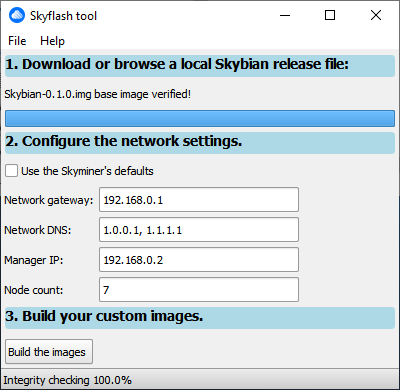 Skyflash tool
File Help
1. Download or browse a local Skybian release file:
Skybian-0.1.0.img base image verified!
2. Configure the network settings.
Use the Skyminer's defaults
Network gateway: 192.168.0.1
Network DNS: 1.0.0.1, 1.1.1.1
Manager IP: 192.168.0.2
Node count: 7
3. Build your custom images.
Build the images
Integrity checking 100.0%